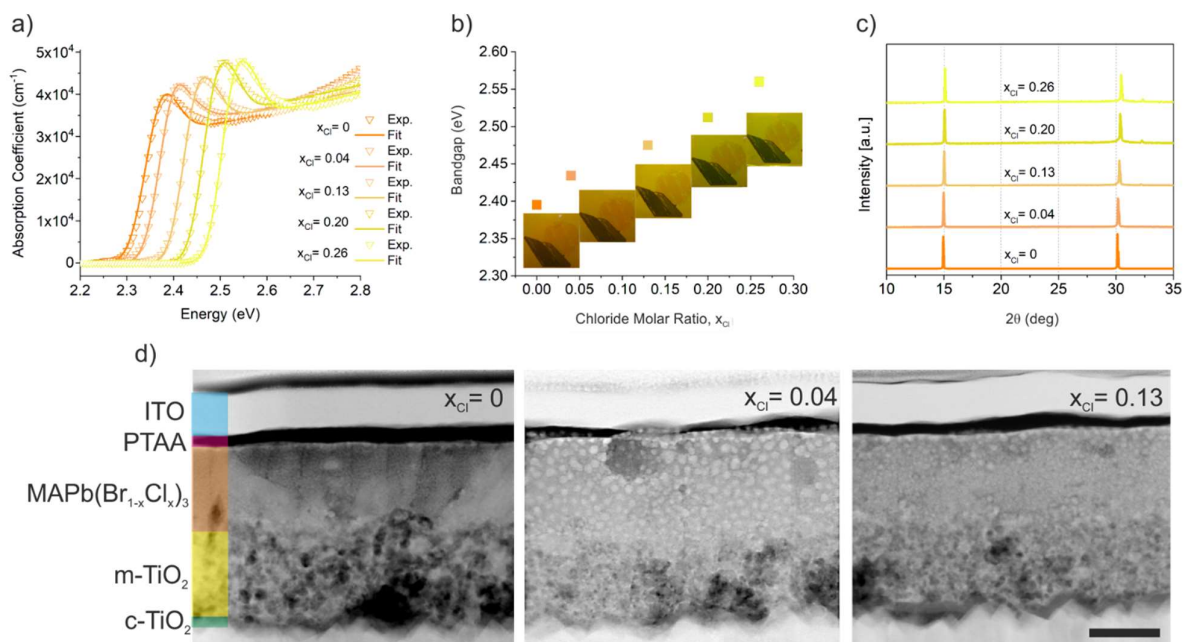 a)
5x10⁴
4x10⁴
3x10⁴
2x10⁴
1x10⁴
0
2.2 2.3 2.4 2.5 2.6 2.7 2.8
Absorption Coefficient (cm⁻¹)
Energy (eV)
Exp.
x_Cl= 0
Fit
Exp.
x_Cl= 0.04
Fit
Exp.
x_Cl= 0.13
Fit
Exp.
x_Cl= 0.20
Fit
Exp.
x_Cl= 0.26
Fit
b)
2.60
2.55
2.50
2.45
2.40
2.35
2.30
0.00 0.05 0.10 0.15 0.20 0.25 0.30
Bandgap (eV)
Chloride Molar Ratio, x_Cl
c)
Intensity [a.u.]
x_Cl= 0.26
x_Cl= 0.20
x_Cl= 0.13
x_Cl= 0.04
x_Cl= 0
10 15 20 25 30 35
2θ (deg)
d)
ITO
PTAA
MAPb(Br₁₋ₓClₓ)₃
m-TiO₂
c-TiO₂
x_Cl= 0
x_Cl= 0.04
x_Cl= 0.13